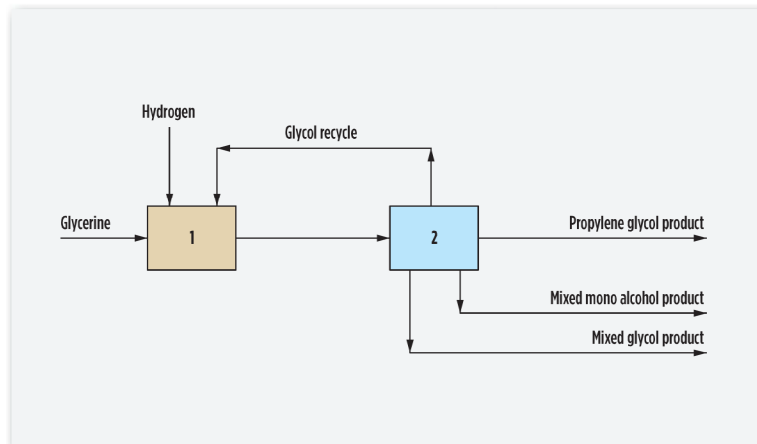 Hydrogen
Glycol recycle
Glycerine
1
2
Propylene glycol product
Mixed mono alcohol product
Mixed glycol product